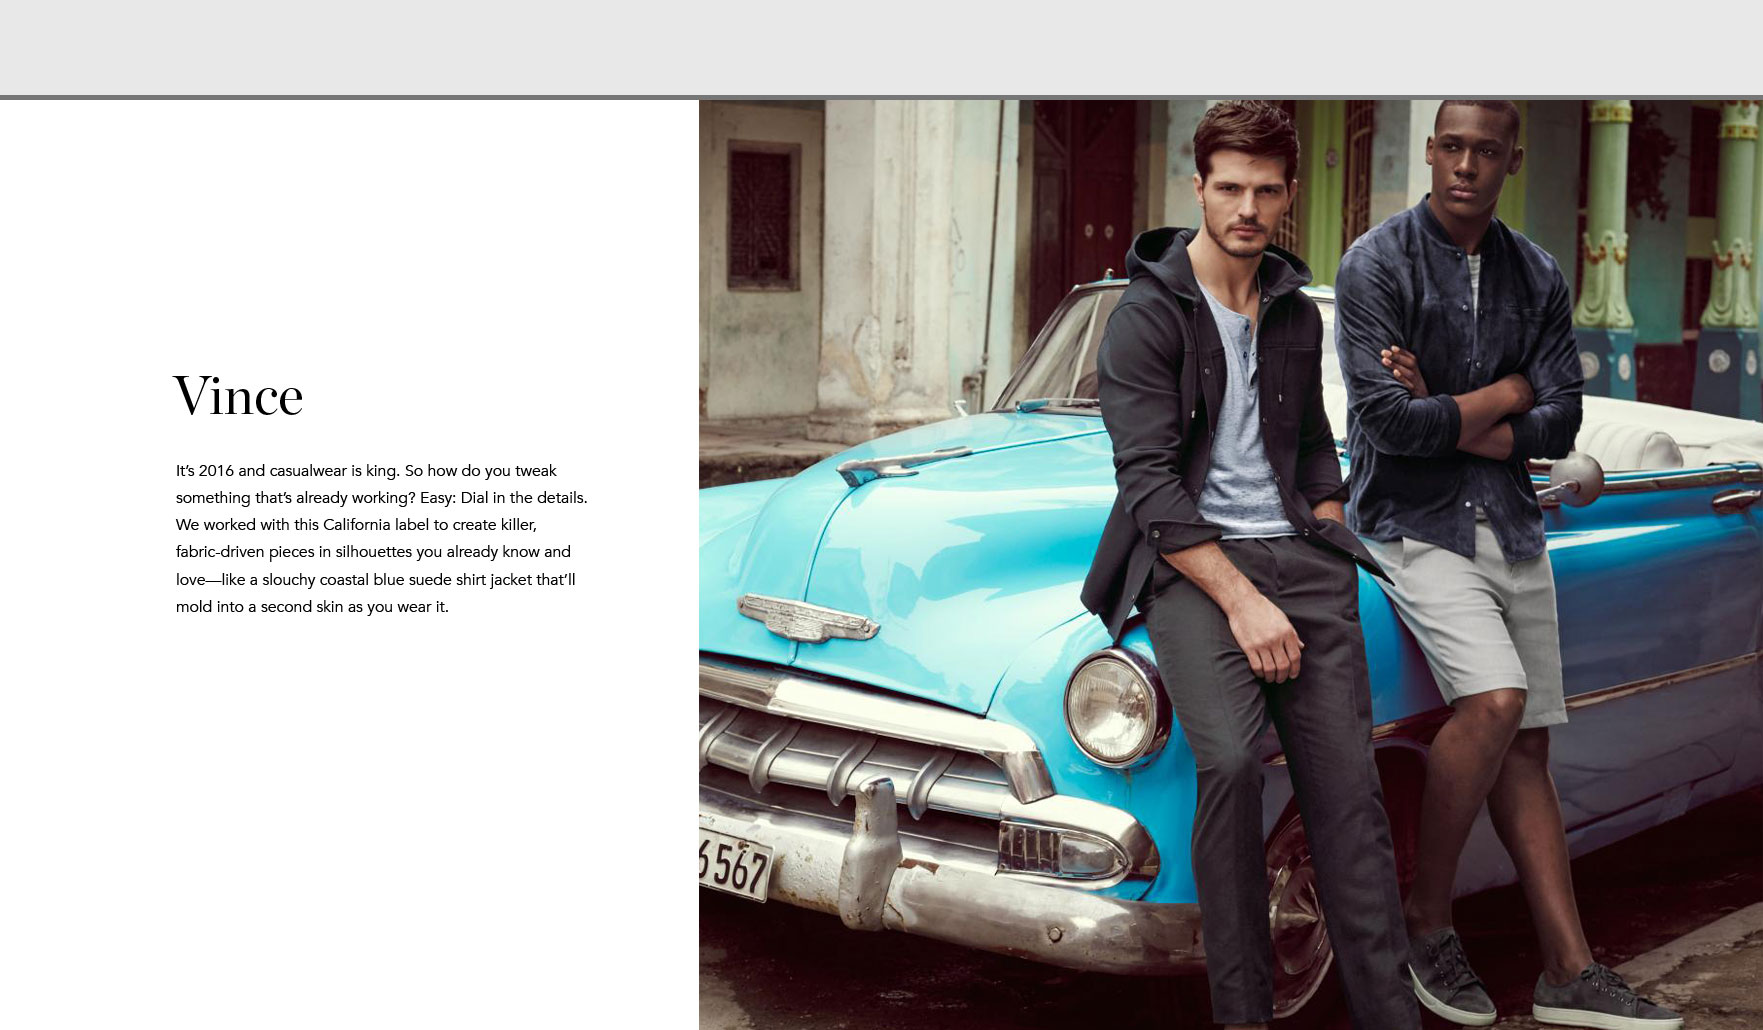 Vince
It’s 2016 and casualwear is king. So how do you tweak
something that’s already working? Easy: Dial in the details.
We worked with this California label to create killer,
fabric-driven pieces in silhouettes you already know and
love—like a slouchy coastal blue suede shirt jacket that’ll
mold into a second skin as you wear it.
6 567